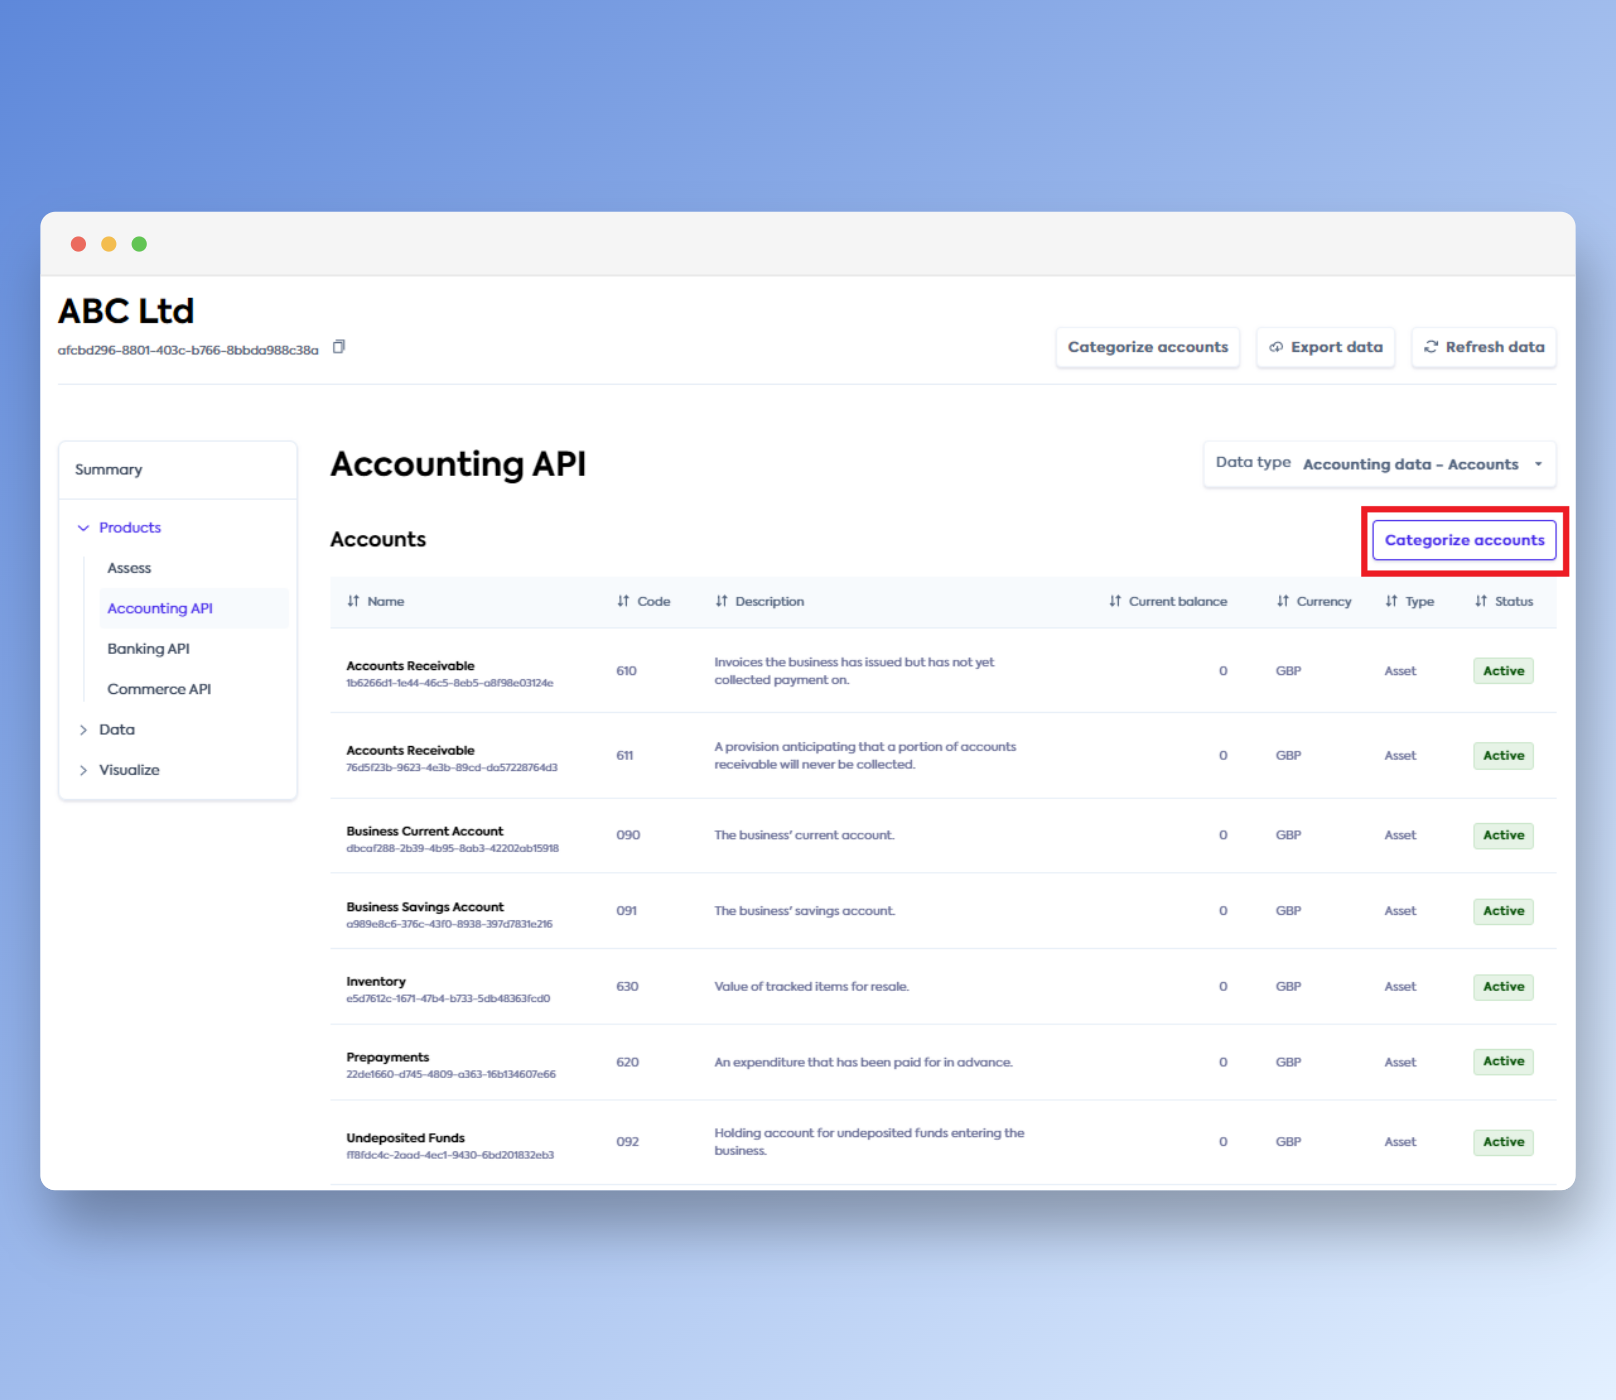 ABC Ltd
afcbd296-8801-403c-b766-8bbda988c38a
Categorize accounts
Export data
Refresh data
Summary
Products
Assess
Accounting API
Banking API
Commerce API
Data
Visualize
Accounting API
Data type Accounting data - Accounts
Accounts
Categorize accounts
Name Code Description Current balance Currency Type Status
Accounts Receivable
1b6266d1-1e44-46c5-8eb5-a8f98e03124e
610
Invoices the business has issued but has not yet
collected payment on.
0 GBP Asset Active
Accounts Receivable
76d5f23b-9623-4e3b-89cd-da57228764d3
611
A provision anticipating that a portion of accounts
receivable will never be collected.
0 GBP Asset Active
Business Current Account
dbcaf288-2b39-4b95-8ab3-42202ab15918
090
The business' current account.
0 GBP Asset Active
Business Savings Account
a989e8c6-376c-43f0-8938-397d7831e216
091
The business' savings account.
0 GBP Asset Active
Inventory
e5d7612c-1671-47b4-b733-5db48363fcd0
630
Value of tracked items for resale.
0 GBP Asset Active
Prepayments
22de1660-d745-4809-a363-16b134607e66
620
An expenditure that has been paid for in advance.
0 GBP Asset Active
Undeposited Funds
ff8fdc4c-2aad-4ec1-9430-6bd201832eb3
092
Holding account for undeposited funds entering the
business.
0 GBP Asset Active